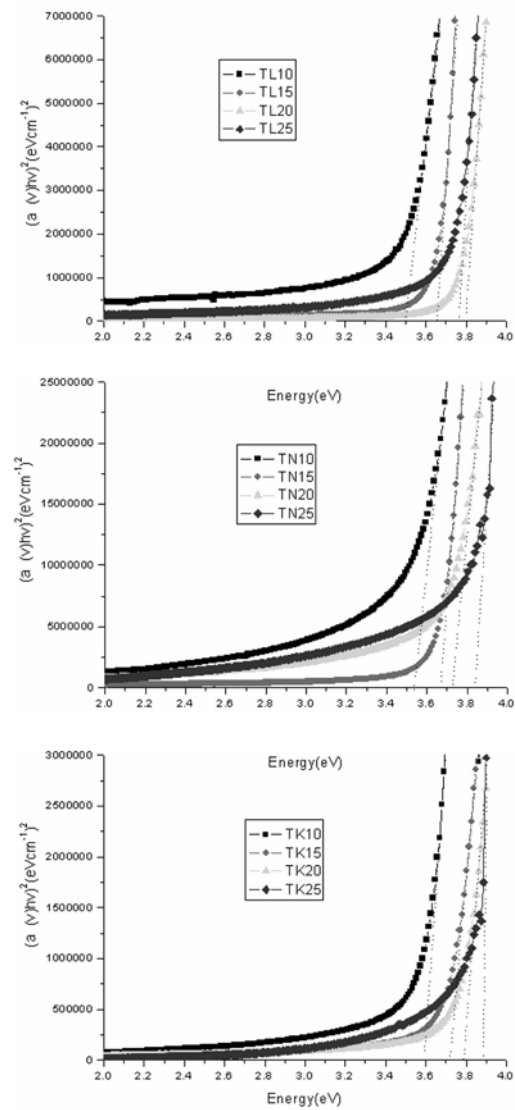 7000000
6000000
5000000
4000000
3000000
2000000
1000000
0
(a (v)hv)²(eVcm⁻¹)²
TL10
TL15
TL20
TL25
2.0 2.2 2.4 2.6 2.8 3.0 3.2 3.4 3.6 3.8 4.0
Energy(eV)
25000000
20000000
15000000
10000000
5000000
0
(a (v)hv)²(eVcm⁻¹)²
TN10
TN15
TN20
TN25
2.0 2.2 2.4 2.6 2.8 3.0 3.2 3.4 3.6 3.8 4.0
Energy(eV)
3000000
2500000
2000000
1500000
1000000
500000
0
(a (v)hv)²(eVcm⁻¹)²
TK10
TK15
TK20
TK25
2.0 2.2 2.4 2.6 2.8 3.0 3.2 3.4 3.6 3.8 4.0
Energy(eV)